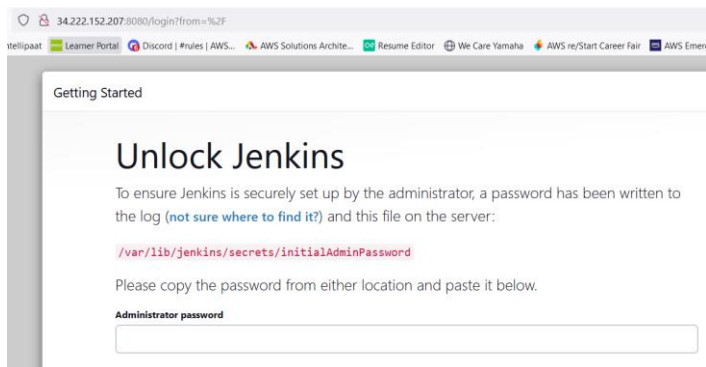 34.222.152.207:8080/login?from=%2F
ntellipaat Learner Portal Discord | #rules | AWS... AWS Solutions Archite... Resume Editor We Care Yamaha AWS re/Start Career Fair AWS Emer
Getting Started
Unlock Jenkins
To ensure Jenkins is securely set up by the administrator, a password has been written to
the log (not sure where to find it?) and this file on the server:
/var/lib/jenkins/secrets/initialAdminPassword
Please copy the password from either location and paste it below.
Administrator password